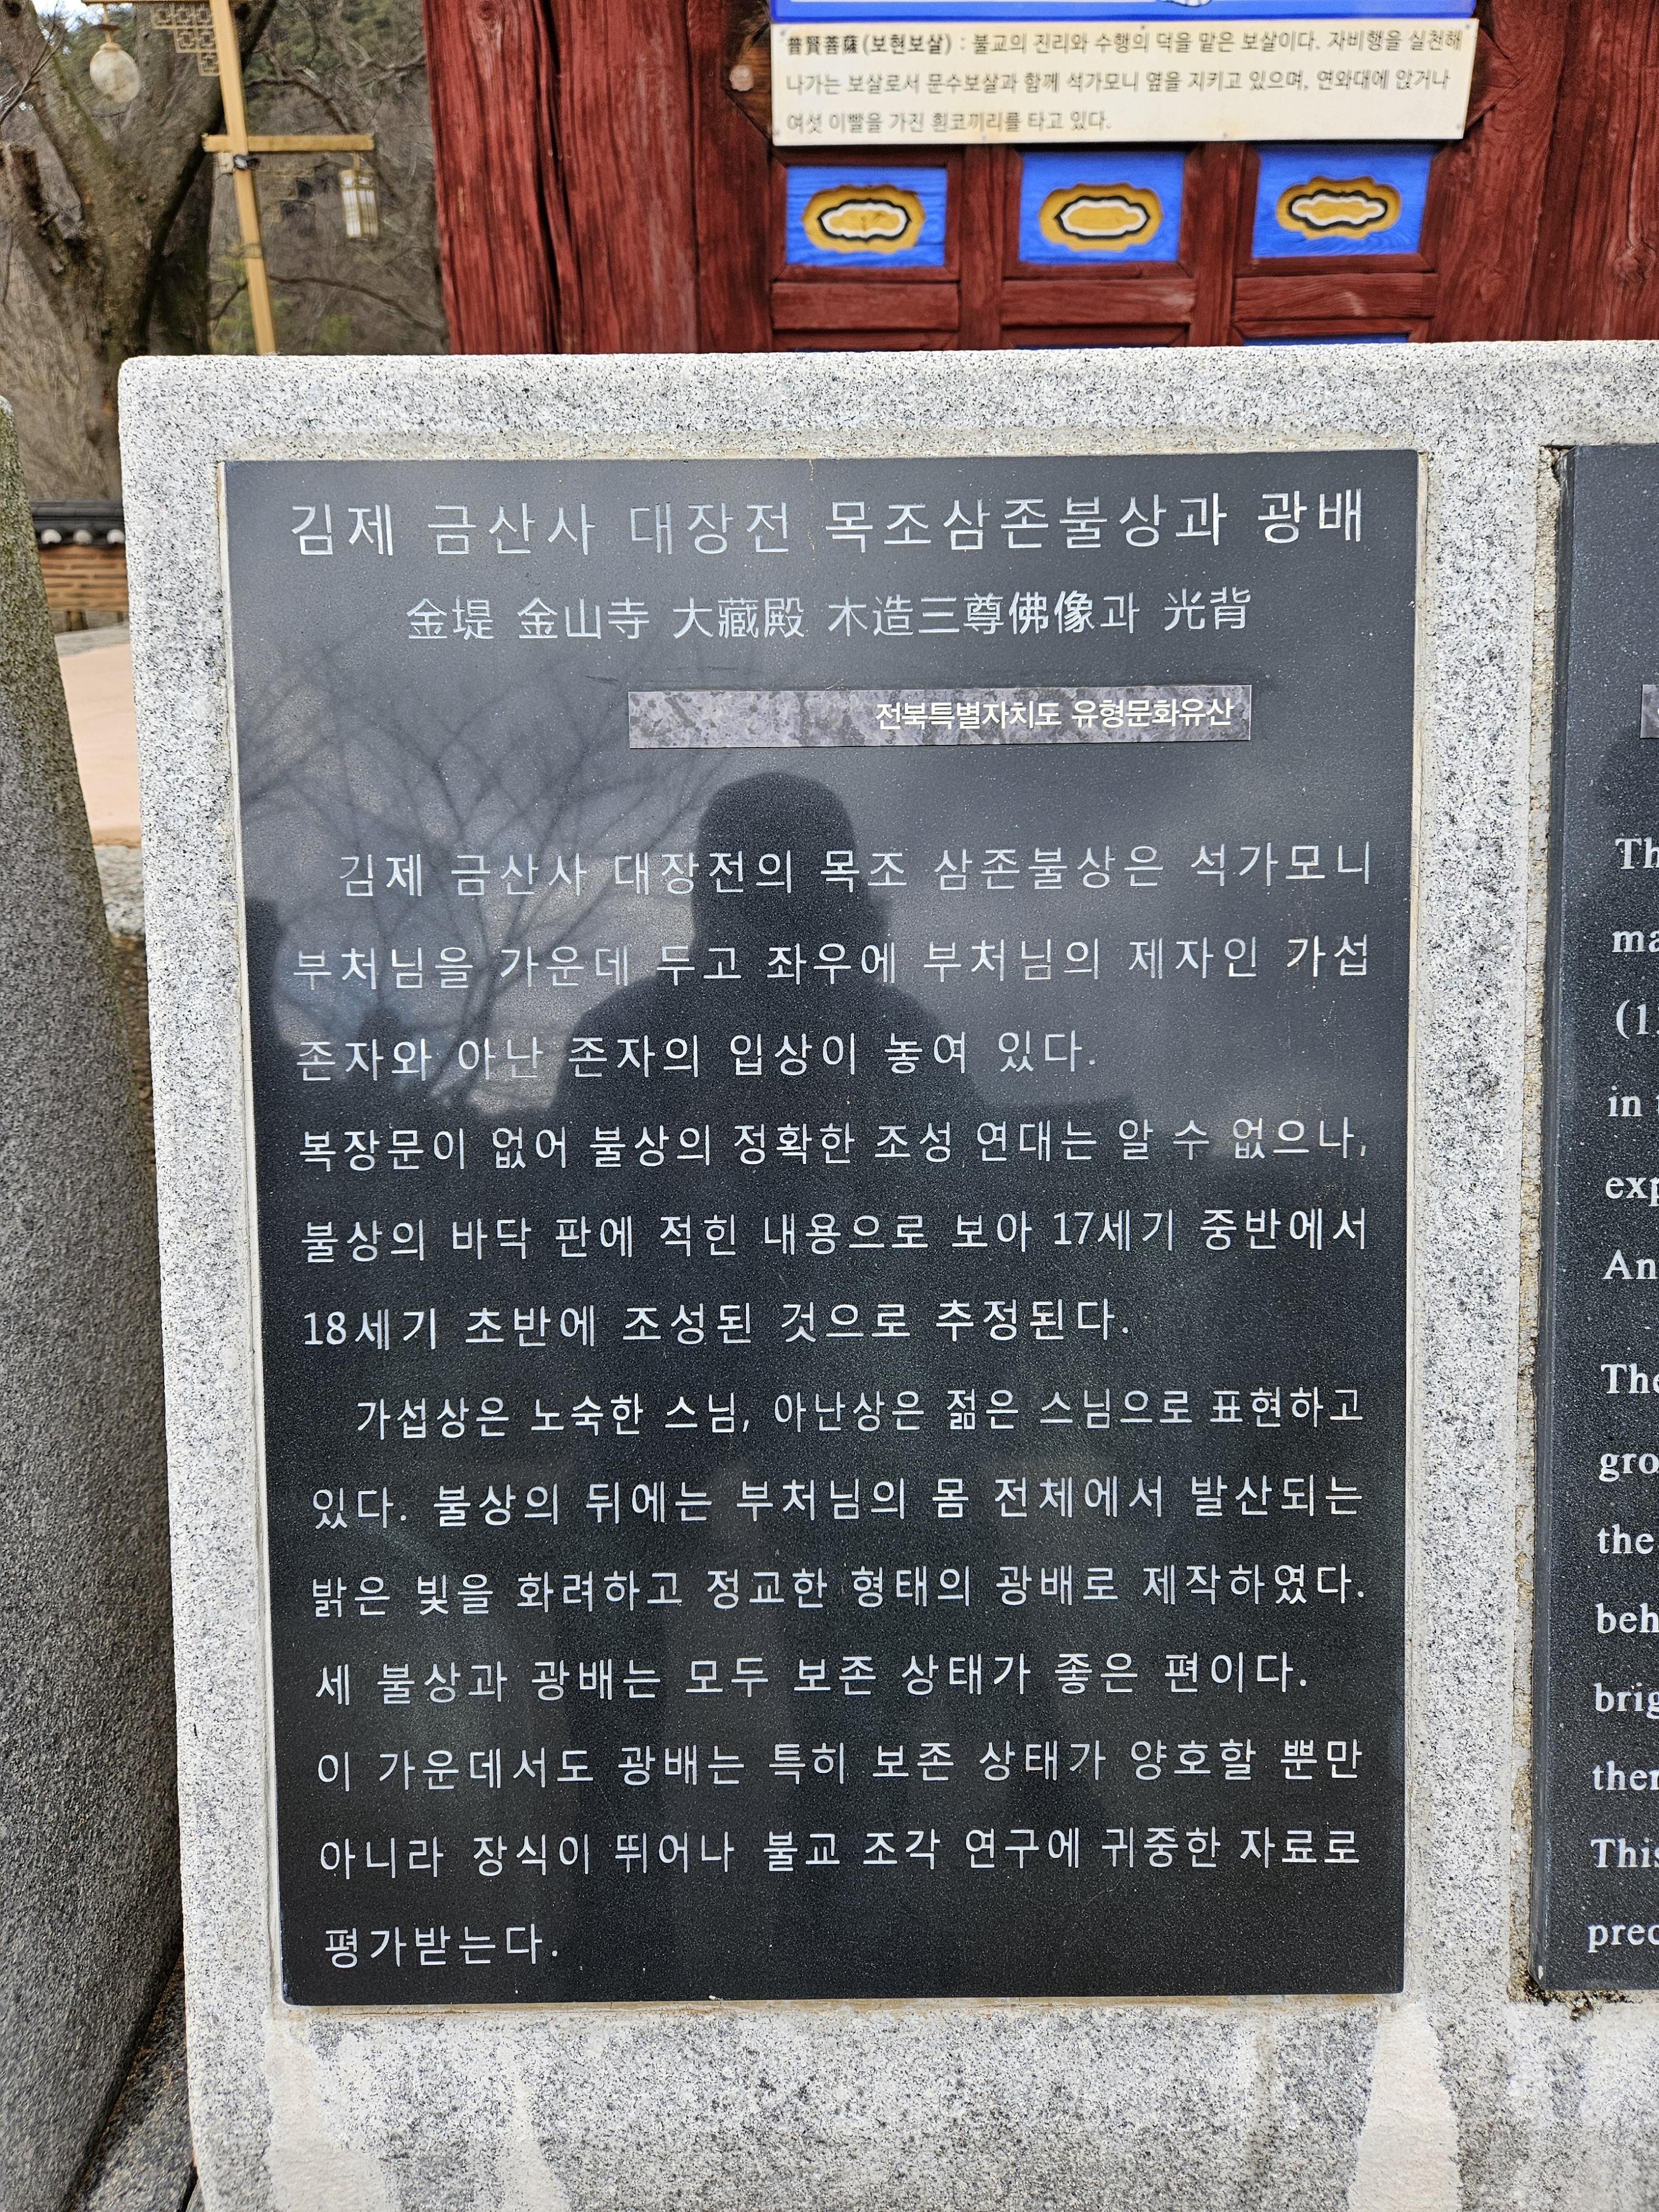 普賢菩薩(보현보살) : 불교의 진리와 수행의 덕을 맡은 보살이다. 자비행을 실천해
나가는 보살로서 문수보살과 함께 석가모니 옆을 지키고 있으며, 연와대에 앉거나
여섯 이빨을 가진 흰코끼리를 타고 있다.
김제 금산사 대장전 목조삼존불상과 광배
金堤 金山寺 大藏殿 木造三尊佛像과 光背
전북특별자치도 유형문화유산
김제 금산사 대장전의 목조 삼존불상은 석가모니
부처님을 가운데 두고 좌우에 부처님의 제자인 가섭
존자와 아난 존자의 입상이 놓여 있다.
복장문이 없어 불상의 정확한 조성 연대는 알 수 없으나,
불상의 바닥 판에 적힌 내용으로 보아 17세기 중반에서
18세기 초반에 조성된 것으로 추정된다.
가섭상은 노숙한 스님, 아난상은 젊은 스님으로 표현하고
있다. 불상의 뒤에는 부처님의 몸 전체에서 발산되는
밝은 빛을 화려하고 정교한 형태의 광배로 제작하였다.
세 불상과 광배는 모두 보존 상태가 좋은 편이다.
이 가운데서도 광배는 특히 보존 상태가 양호할 뿐만
아니라 장식이 뛰어나 불교 조각 연구에 귀중한 자료로
평가받는다.
in
the